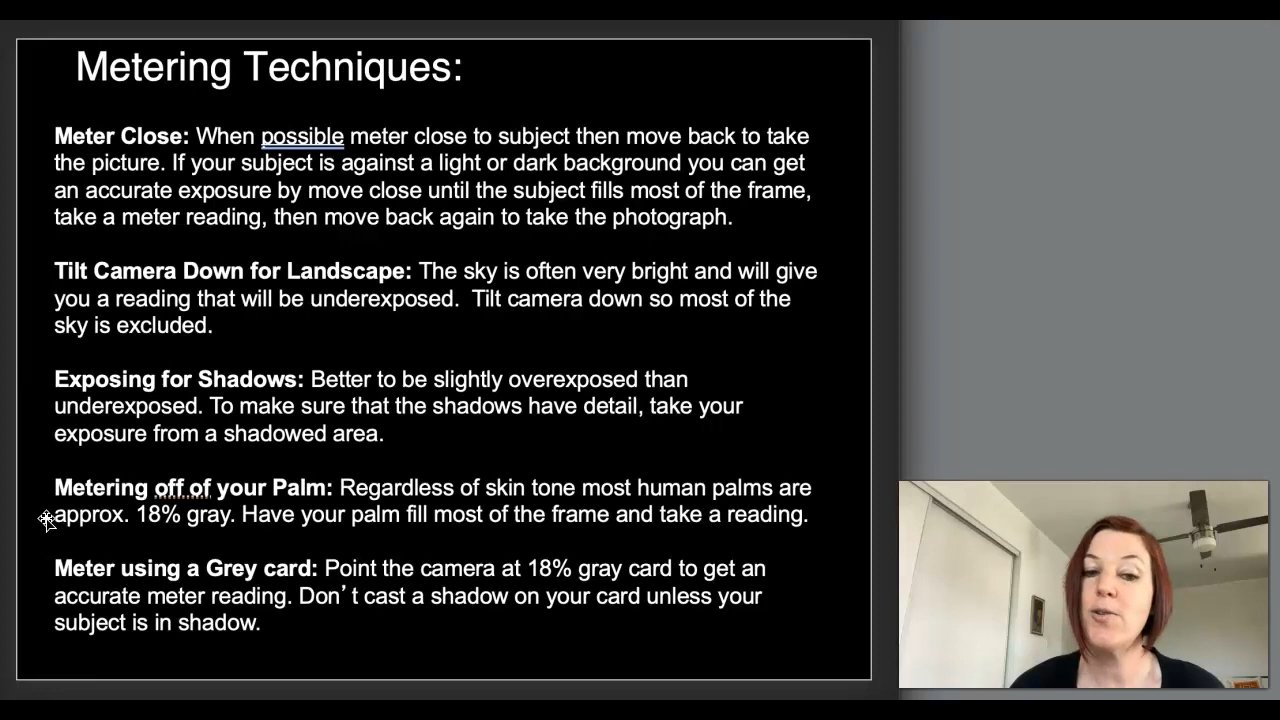 Metering Techniques:
Meter Close: When possible meter close to subject then move back to take
the picture. If your subject is against a light or dark background you can get
an accurate exposure by move close until the subject fills most of the frame,
take a meter reading, then move back again to take the photograph.
Tilt Camera Down for Landscape: The sky is often very bright and will give
you a reading that will be underexposed.  Tilt camera down so most of the
sky is excluded.
Exposing for Shadows: Better to be slightly overexposed than
underexposed. To make sure that the shadows have detail, take your
exposure from a shadowed area.
Metering off of your Palm: Regardless of skin tone most human palms are
approx. 18% gray. Have your palm fill most of the frame and take a reading.
Meter using a Grey card: Point the camera at 18% gray card to get an
accurate meter reading. Don’t cast a shadow on your card unless your
subject is in shadow.